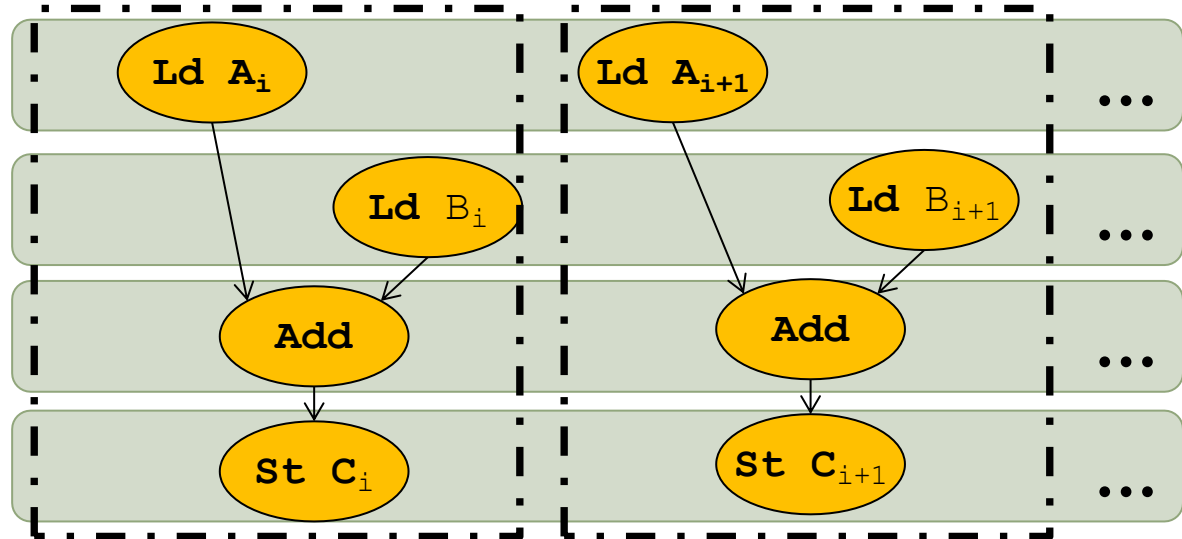 Ld Aᵢ
Ld Aᵢ₊₁
...
Ld Bᵢ
Ld Bᵢ₊₁
...
Add
Add
...
St Cᵢ
St Cᵢ₊₁
...